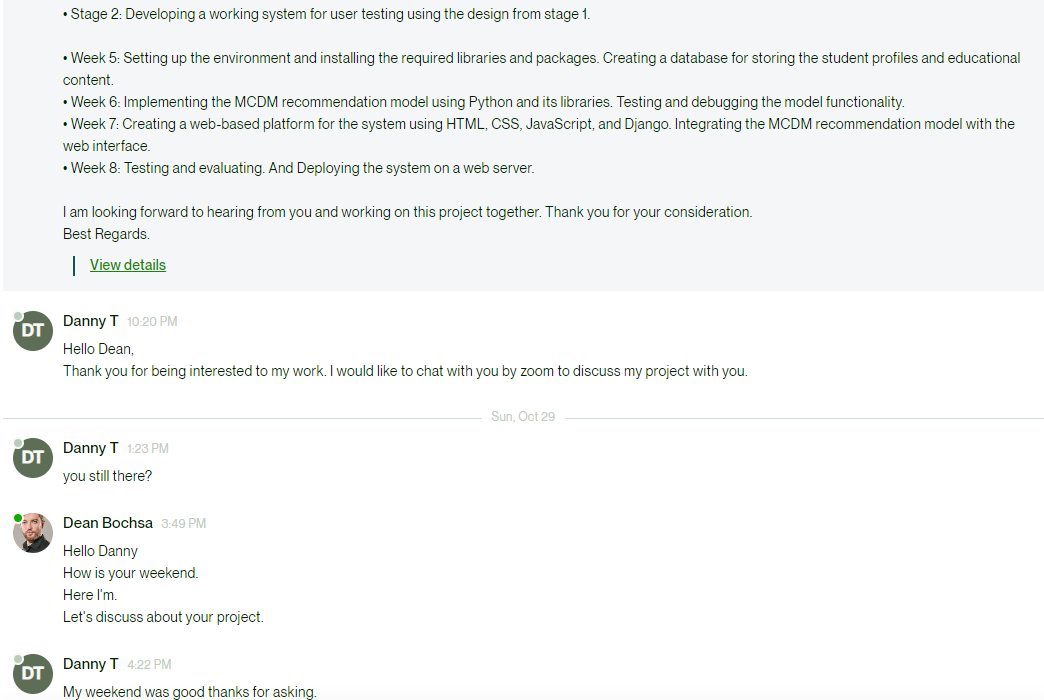 • Stage 2: Developing a working system for user testing using the design from stage 1.
• Week 5: Setting up the environment and installing the required libraries and packages. Creating a database for storing the student profiles and educational
content.
• Week 6: Implementing the MCDM recommendation model using Python and its libraries. Testing and debugging the model functionality.
• Week 7: Creating a web-based platform for the system using HTML, CSS, JavaScript, and Django. Integrating the MCDM recommendation model with the
web interface.
• Week 8: Testing and evaluating. And Deploying the system on a web server.
I am looking forward to hearing from you and working on this project together. Thank you for your consideration.
Best Regards.
View details
DT
Danny T 10:20 PM
Hello Dean,
Thank you for being interested to my work. I would like to chat with you by zoom to discuss my project with you.
Sun, Oct 29
DT
Danny T 1:23 PM
you still there?
Dean Bochsa 3:49 PM
Hello Danny
How is your weekend.
Here I'm.
Let's discuss about your project.
DT
Danny T 4:22 PM
My weekend was good thanks for asking.